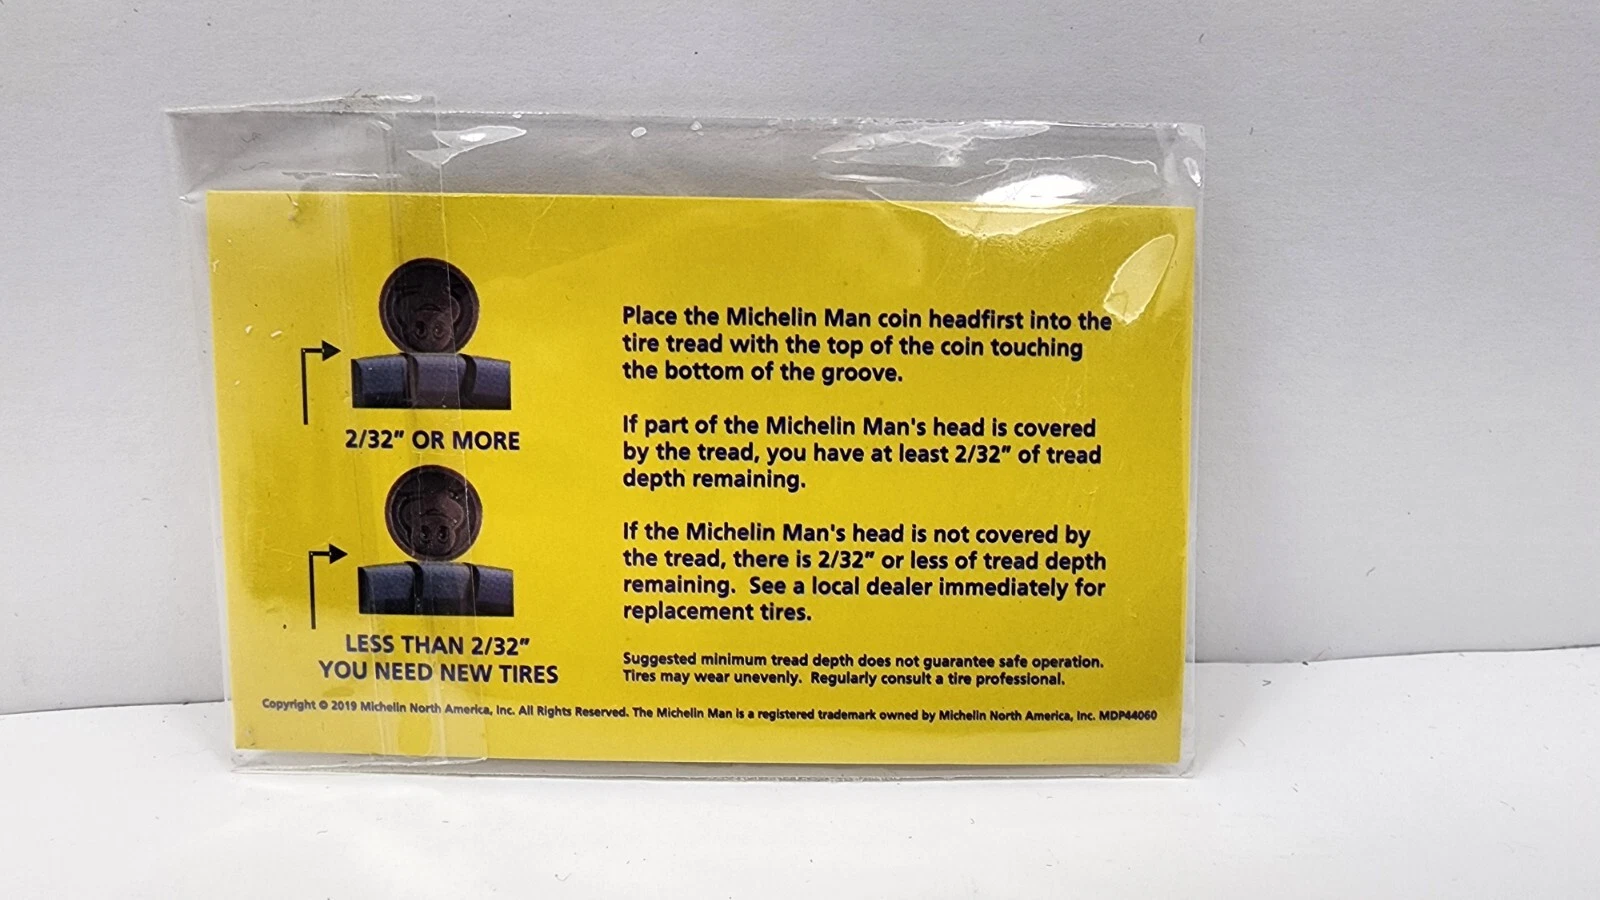 2/32” OR MORE
LESS THAN 2/32”
YOU NEED NEW TIRES
Place the Michelin Man coin headfirst into the
tire tread with the top of the coin touching
the bottom of the groove.
If part of the Michelin Man's head is covered
by the tread, you have at least 2/32” of tread
depth remaining.
If the Michelin Man's head is not covered by
the tread, there is 2/32” or less of tread depth
remaining. See a local dealer immediately for
replacement tires.
Suggested minimum tread depth does not guarantee safe operation.
Tires may wear unevenly. Regularly consult a tire professional.
Copyright © 2019 Michelin North America, Inc. All Rights Reserved. The Michelin Man is a registered trademark owned by Michelin North America, Inc. MDP44060